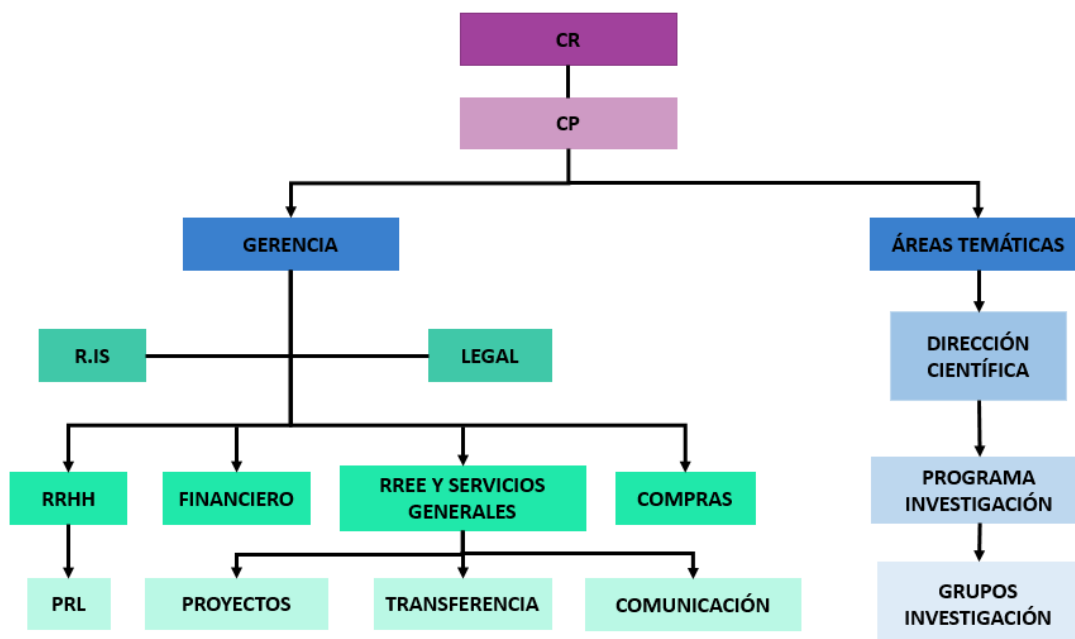 CR
CP
GERENCIA
ÁREAS TEMÁTICAS
R.IS
LEGAL
DIRECCIÓN
CIENTÍFICA
RRHH
FINANCIERO
RREE Y SERVICIOS
GENERALES
COMPRAS
PROGRAMA
INVESTIGACIÓN
PRL
PROYECTOS
TRANSFERENCIA
COMUNICACIÓN
GRUPOS
INVESTIGACIÓN